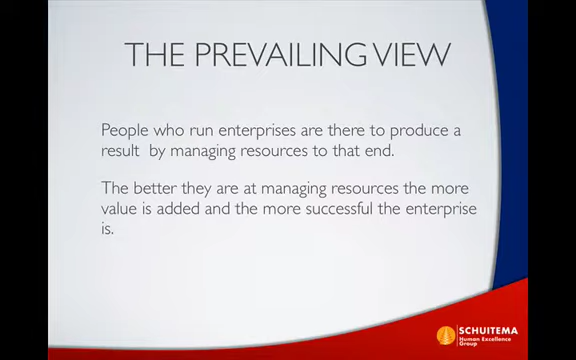 THE PREVAILING VIEW
People who run enterprises are there to produce a
result by managing resources to that end.
The better they are at managing resources the more
value is added and the more successful the enterprise
is.
SCHUITEMA
Human Excellence
Group